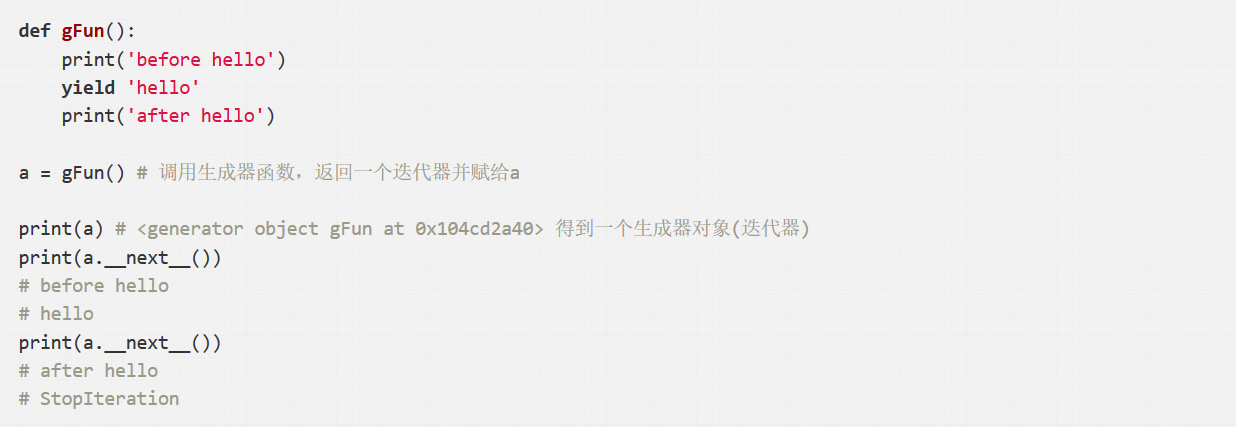 def gFun():
    print('before hello')
    yield 'hello'
    print('after hello')

a = gFun() # 调用生成器函数，返回一个迭代器并赋给a

print(a) # <generator object gFun at 0x104cd2a40> 得到一个生成器对象(迭代器)
print(a.__next__())
# before hello
# hello
print(a.__next__())
# after hello
# StopIteration